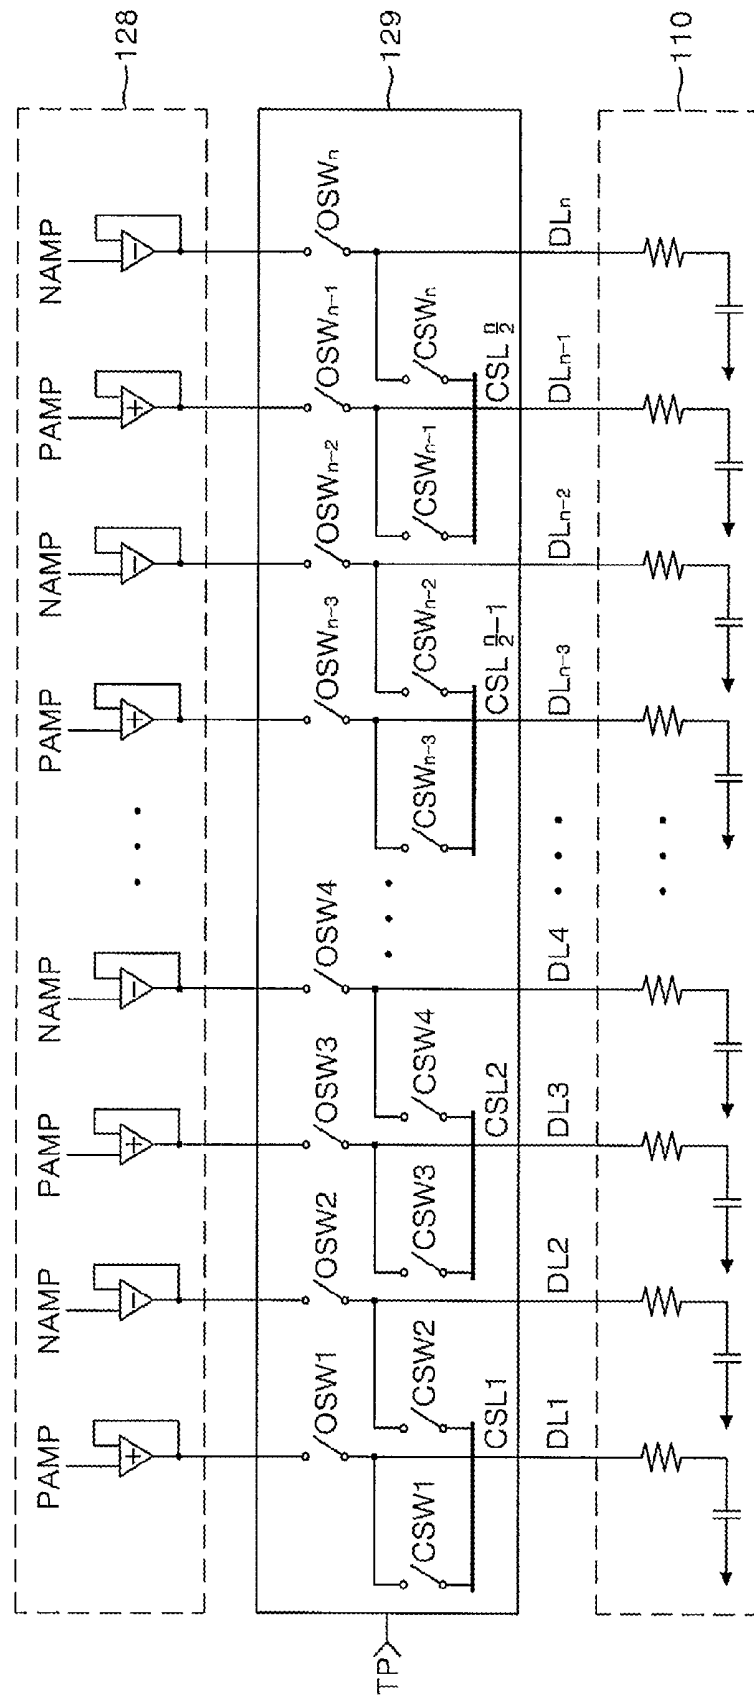 PAMP NAMP PAMP NAMP ••• PAMP NAMP PAMP NAMP
128
OSW1 OSW2 OSW3 OSW4 OSWn-3 OSWn-2 OSWn-1 OSWn
TP
129
CSW1 CSW2 CSW3 CSW4 ••• CSWn-3 CSWn-2 CSWn-1 CSWn
CSL1 CSL2 CSL n/2-1 CSL n/2
DL1 DL2 DL3 DL4 ••• DLn-3 DLn-2 DLn-1 DLn
110